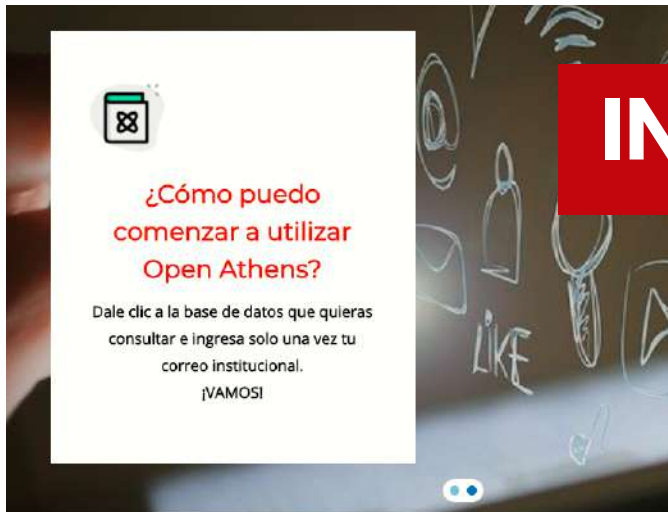 ¿Cómo puedo
comenzar a utilizar
Open Athens?
Dale clic a la base de datos que quieras
consultar e ingresa solo una vez tu
correo institucional.
¡VAMOS!
IN
LIKE